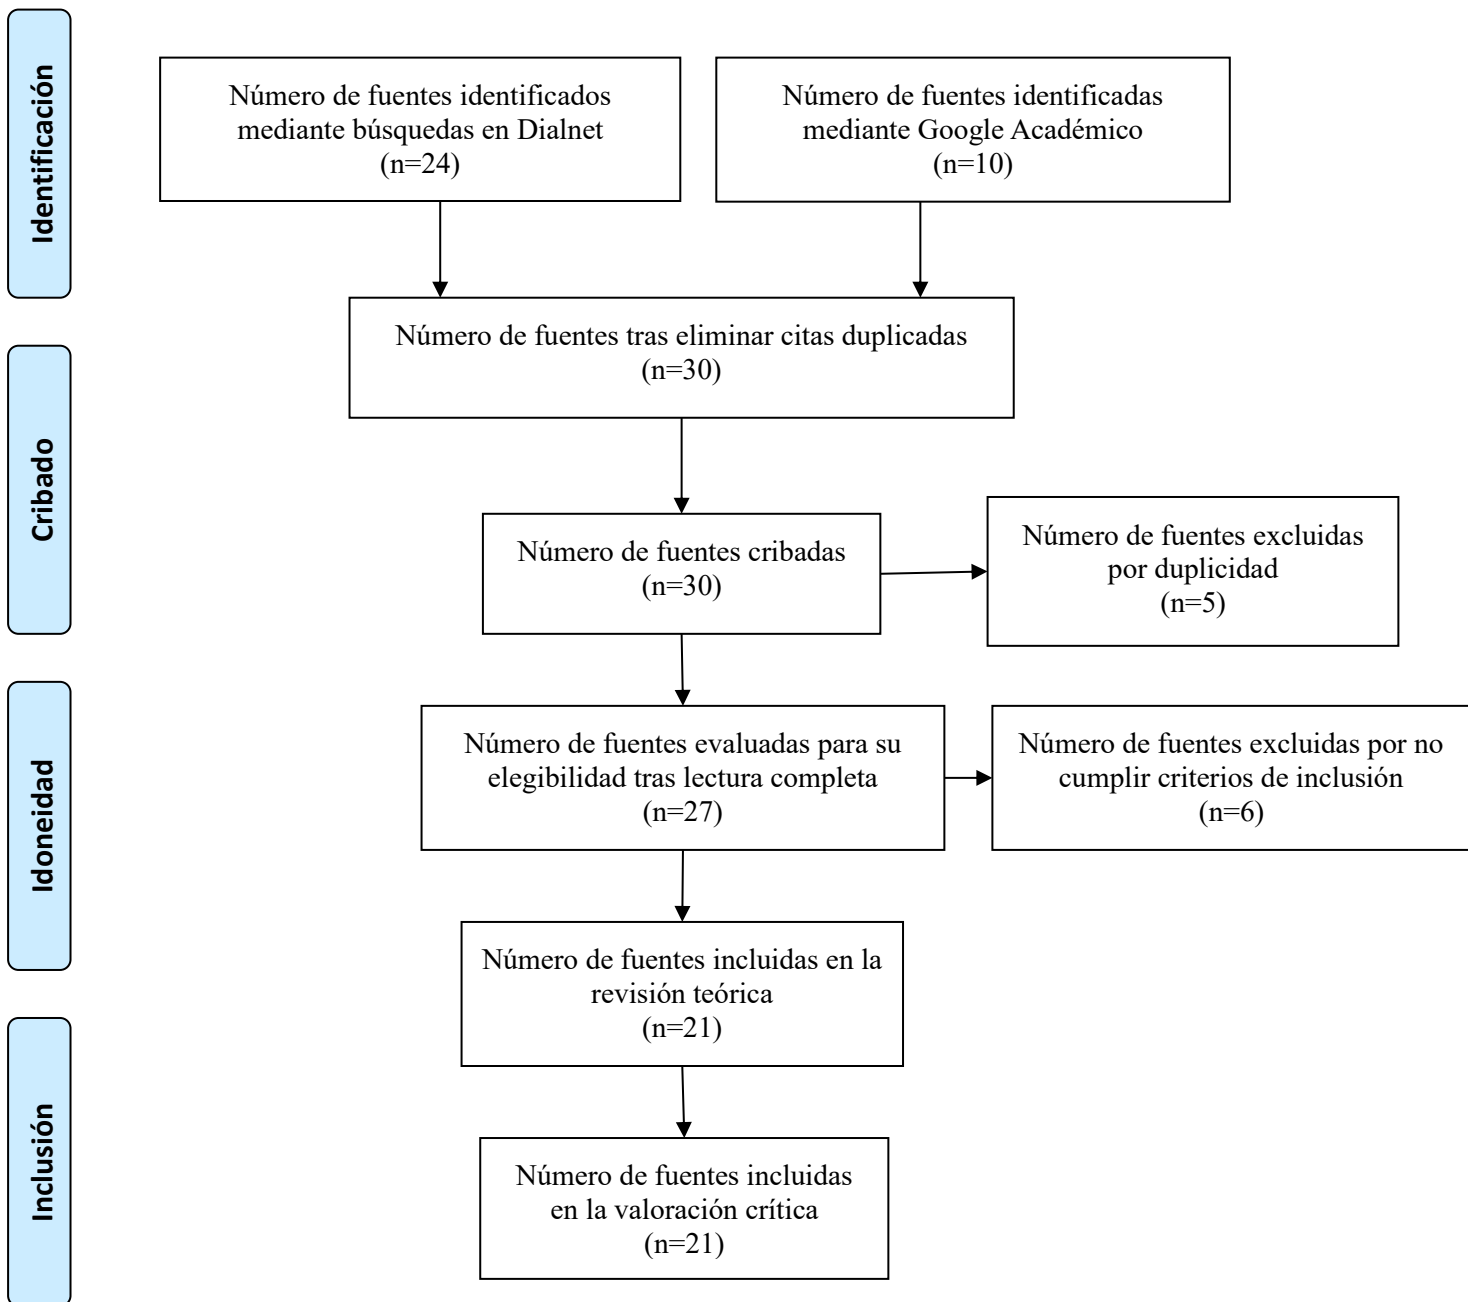 Identificación
Número de fuentes identificados
mediante búsquedas en Dialnet
(n=24)
Número de fuentes identificadas
mediante Google Académico
(n=10)
Número de fuentes tras eliminar citas duplicadas
(n=30)
Cribado
Número de fuentes cribadas
(n=30)
Número de fuentes excluidas
por duplicidad
(n=5)
Idoneidad
Número de fuentes evaluadas para su
elegibilidad tras lectura completa
(n=27)
Número de fuentes excluidas por no
cumplir criterios de inclusión
(n=6)
Número de fuentes incluidas en la
revisión teórica
(n=21)
Inclusión
Número de fuentes incluidas
en la valoración crítica
(n=21)